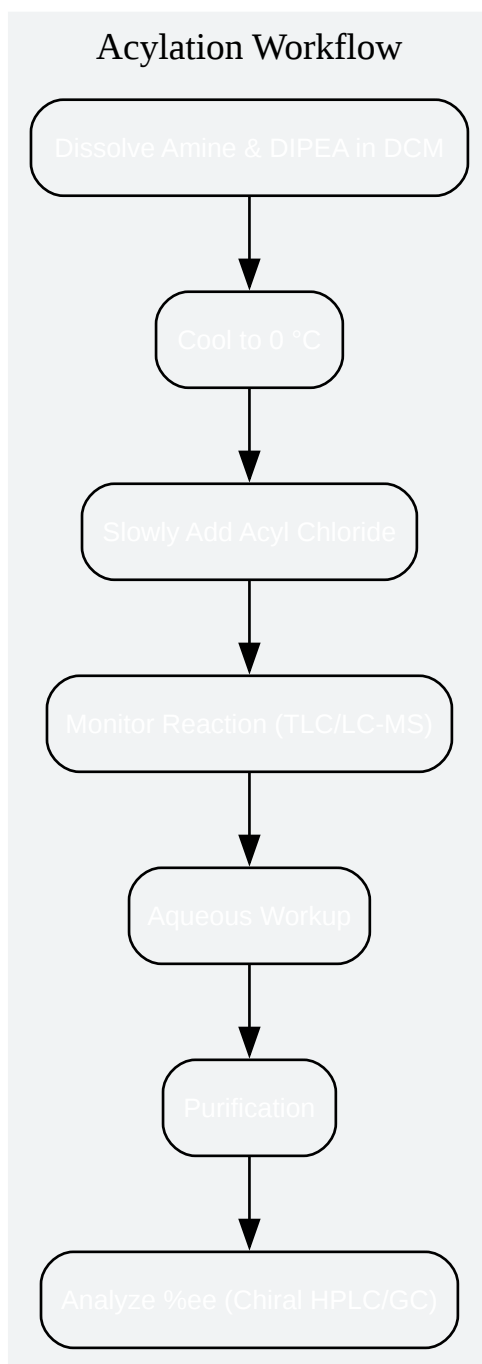 Acylation Workflow
Dissolve Amine & DIPEA in DCM
Cool to 0 °C
Slowly Add Acyl Chloride
Monitor Reaction (TLC/LC-MS)
Aqueous Workup
Purification
Analyze %ee (Chiral HPLC/GC)